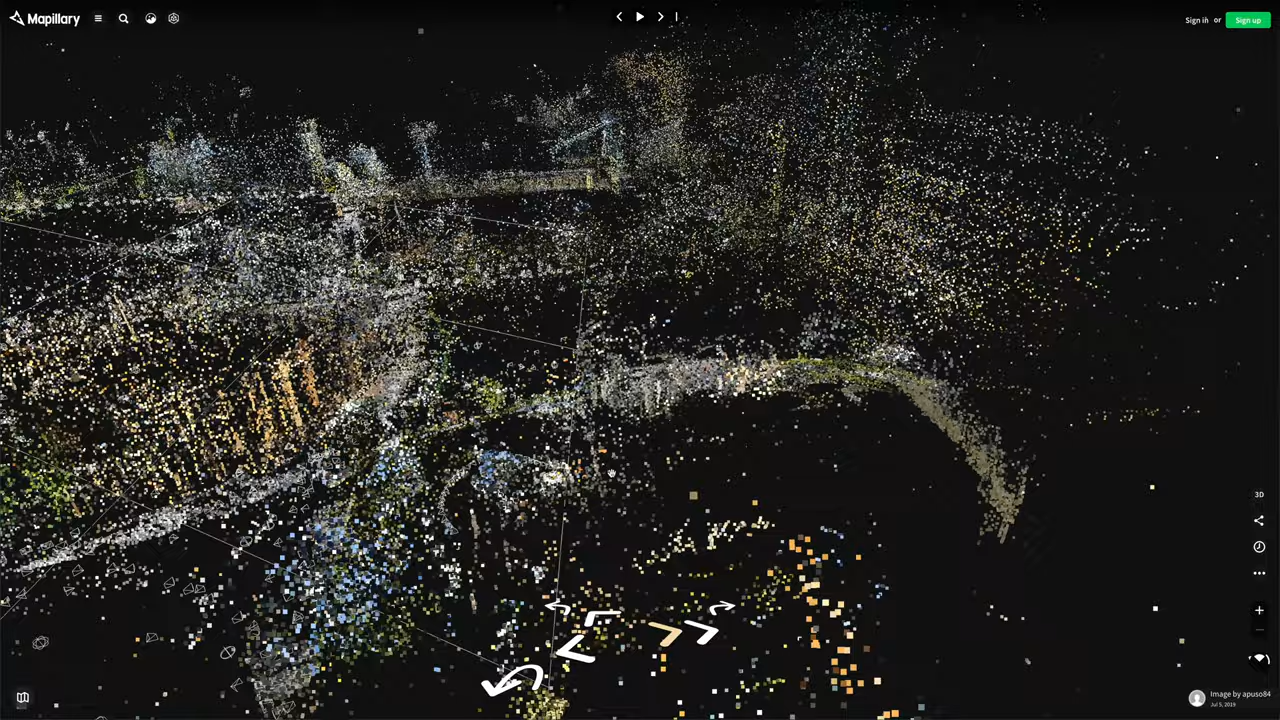 Mapillary
Sign in or Sign up
3D
Image by apuso84
Jul 5, 2019